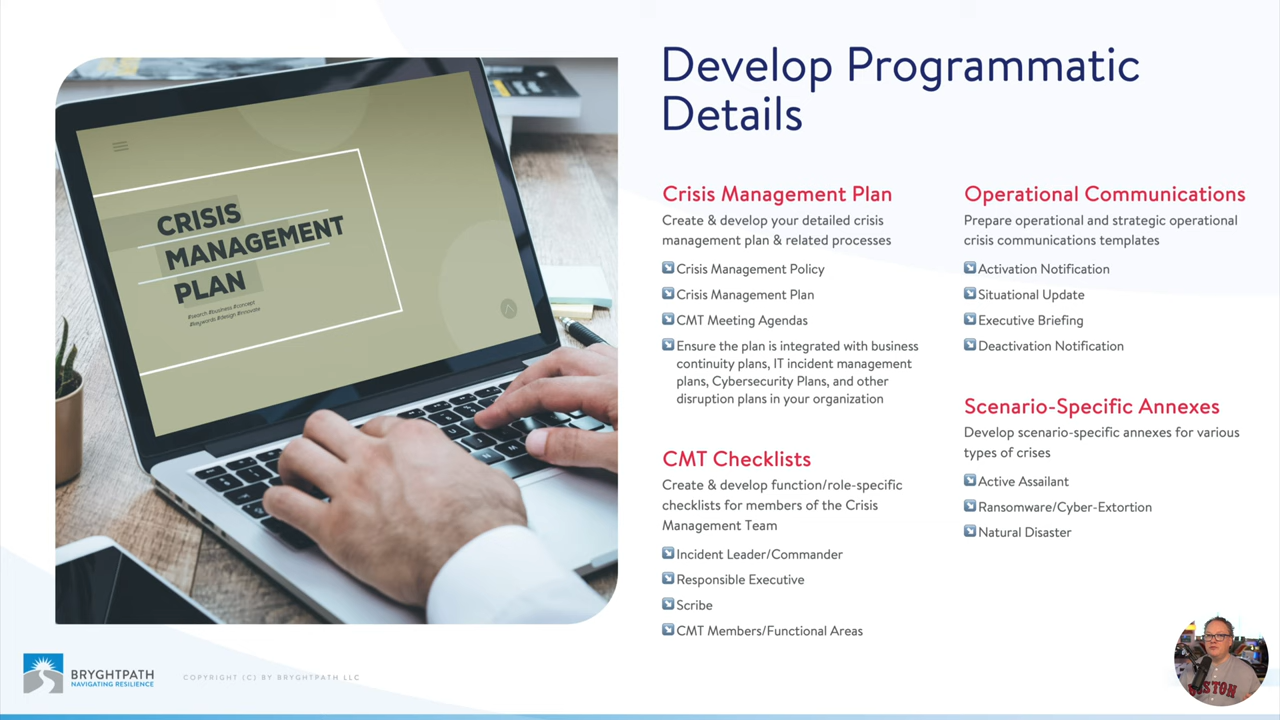 Develop Programmatic
Details
Crisis Management Plan
Create & develop your detailed crisis
management plan & related processes
Crisis Management Policy
Crisis Management Plan
CMT Meeting Agendas
Ensure the plan is integrated with business
continuity plans, IT incident management
plans, Cybersecurity Plans, and other
disruption plans in your organization
CMT Checklists
Create & develop function/role-specific
checklists for members of the Crisis
Management Team
Incident Leader/Commander
Responsible Executive
Scribe
CMT Members/Functional Areas
Operational Communications
Prepare operational and strategic operational
crisis communications templates
Activation Notification
Situational Update
Executive Briefing
Deactivation Notification
Scenario-Specific Annexes
Develop scenario-specific annexes for various
types of crises
Active Assailant
Ransomware/Cyber-Extortion
Natural Disaster
CRISIS
MANAGEMENT
PLAN
#search #business #concept
#keywords #design #innovate
BRYGHTPATH
NAVIGATING RESILIENCE
COPYRIGHT (C) BY BRYGHTPATH LLC